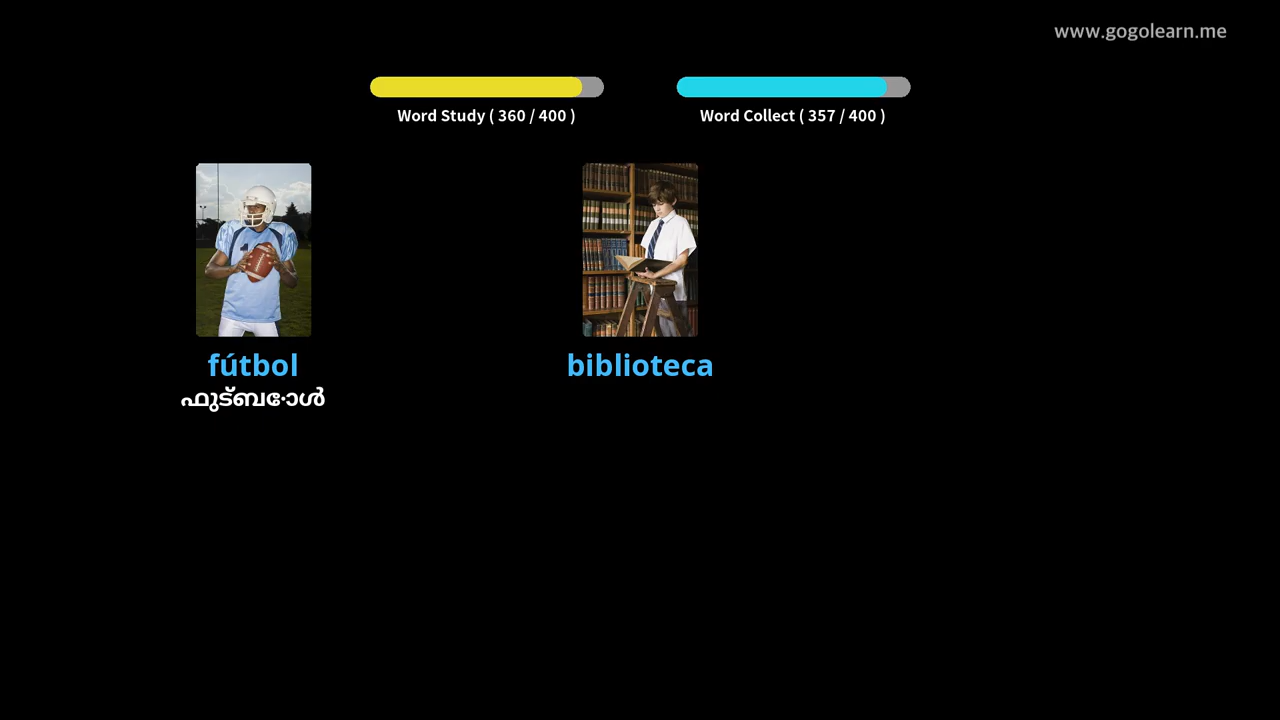 www.gogolearn.me
Word Study ( 360 / 400 )
Word Collect ( 357 / 400 )
fútbol
ഫുട്ബോൾ
biblioteca